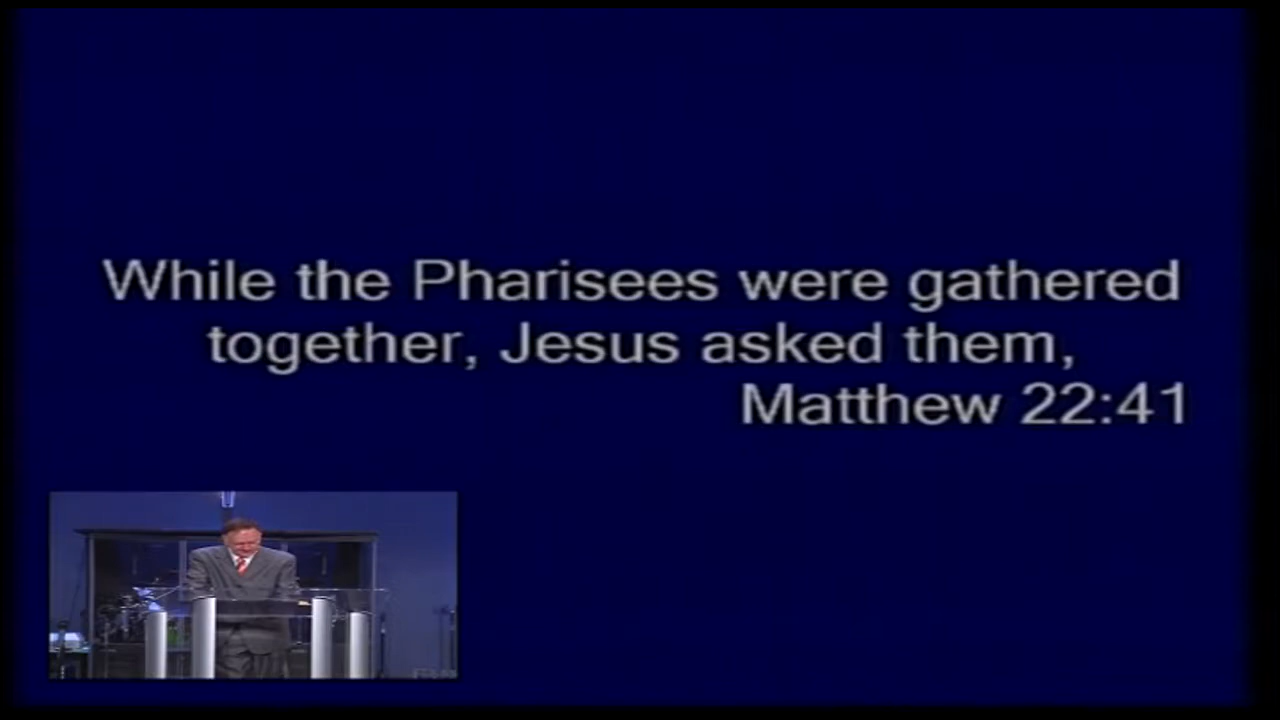 While the Pharisees were gathered
together, Jesus asked them,
Matthew 22:41